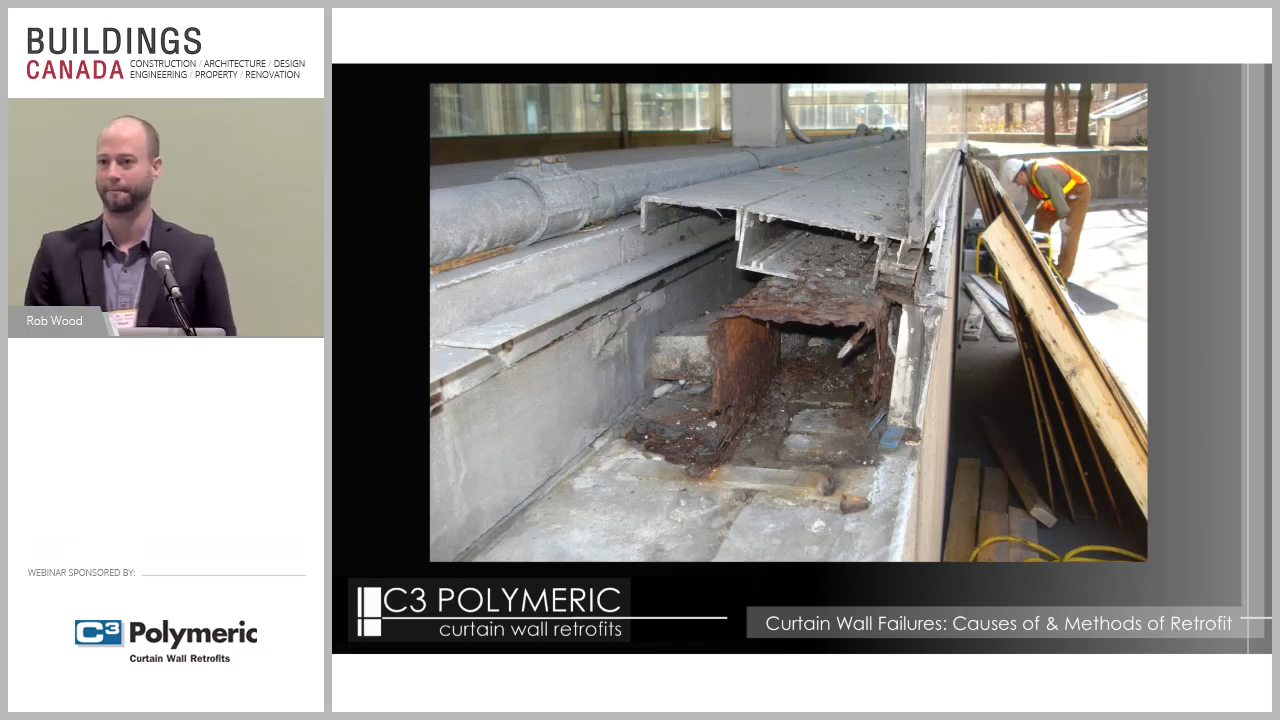 BUILDINGS
CANADA
CONSTRUCTION / ARCHITECTURE / DESIGN
ENGINEERING / PROPERTY / RENOVATION
Rob Wood
WEBINAR SPONSORED BY:
C3 Polymeric
Curtain Wall Retrofits
C3 POLYMERIC
curtain wall retrofits
Curtain Wall Failures: Causes of & Methods of Retrofit